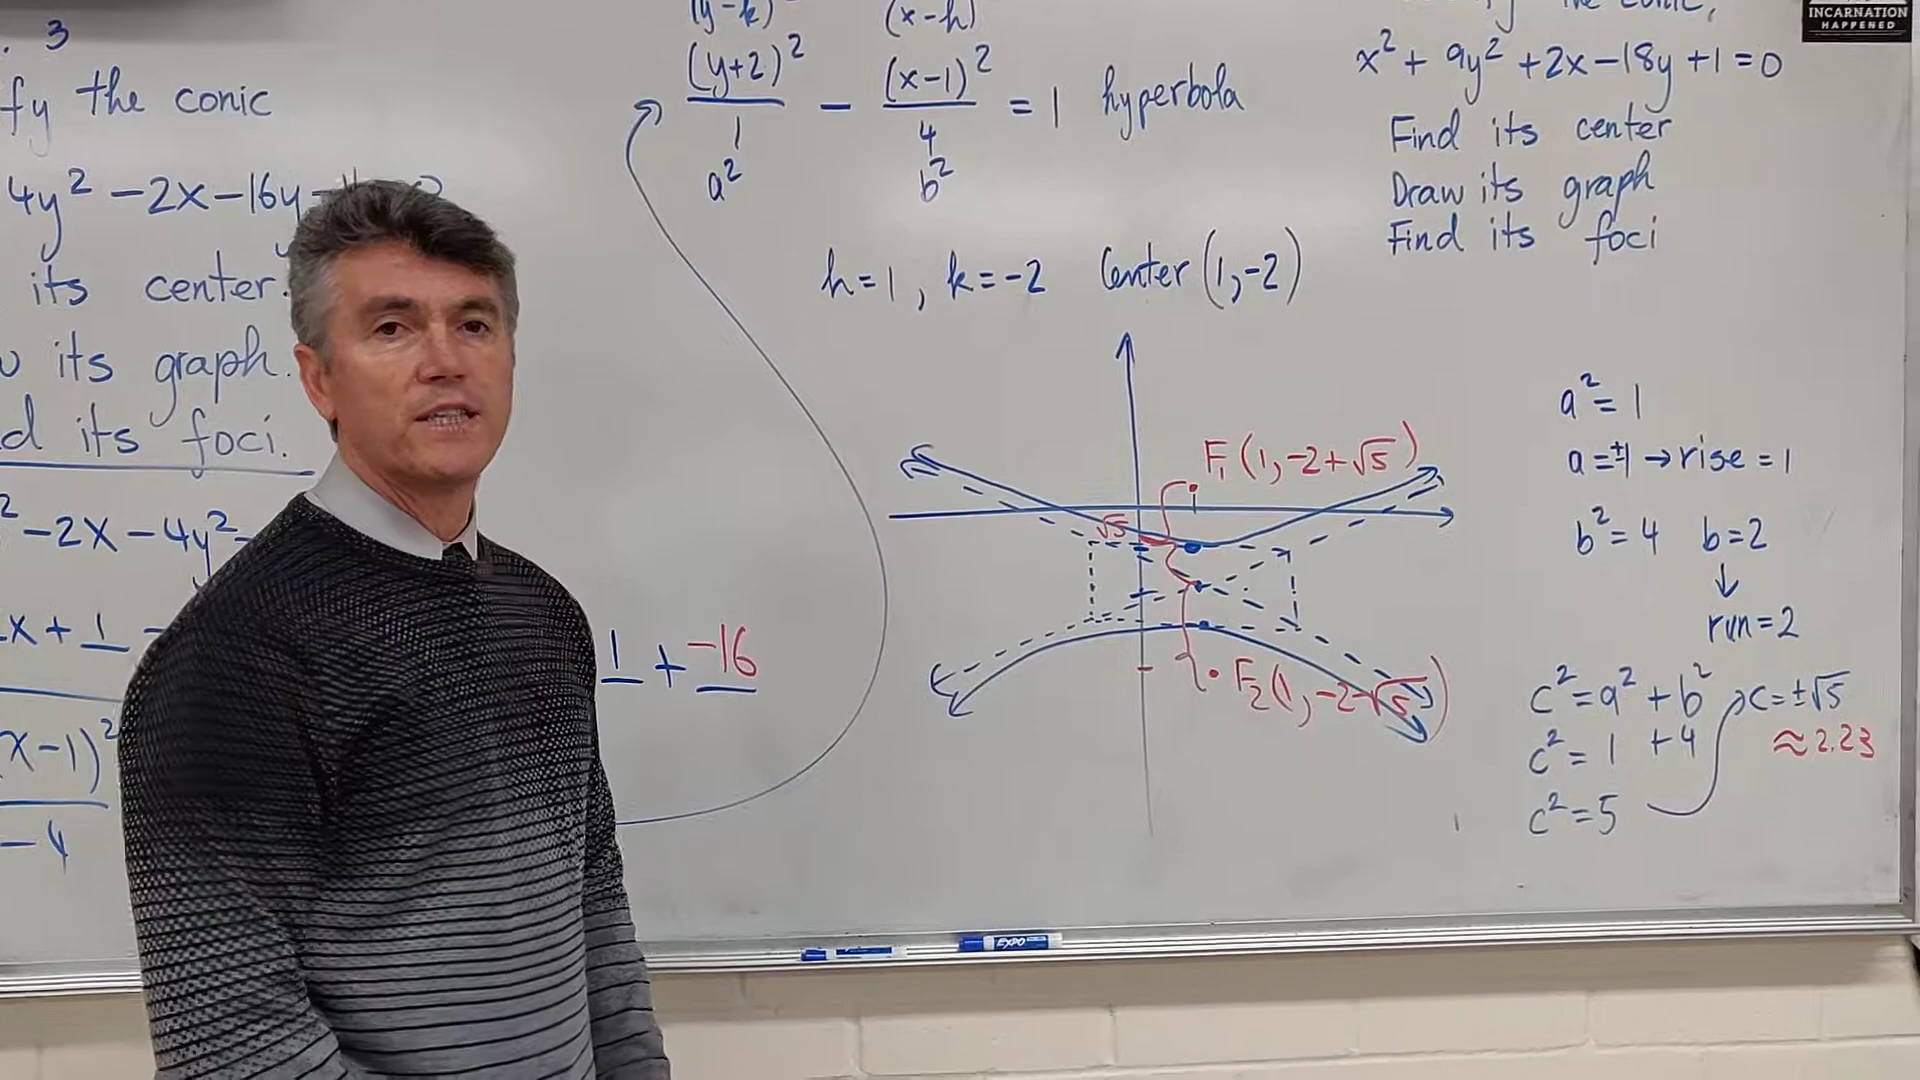 . 3
fy the conic
4y² -2x-16y-
its center.
its graph.
d its foci.
² -2x-4y²-
x+1
1 + -16
(x-1)²
-4
(y-k) (x-h)
(y+2)²/1 - (x-1)²/4 = 1 hyperbola
a² b²
h=1, k=-2 Center (1,-2)
F₁(1,-2+√5)
√5
F₂(1,-2-√5)
the conic,
x²+9y²+2x-18y+1=0
Find its center
Draw its graph
Find its foci
a²=1
a=±1→rise=1
b²=4 b=2
↓
run=2
c²=a²+b² c=±√5
c²=1+4 ≈2.23
c²=5
INCARNATION
HAPPENED
EXPO